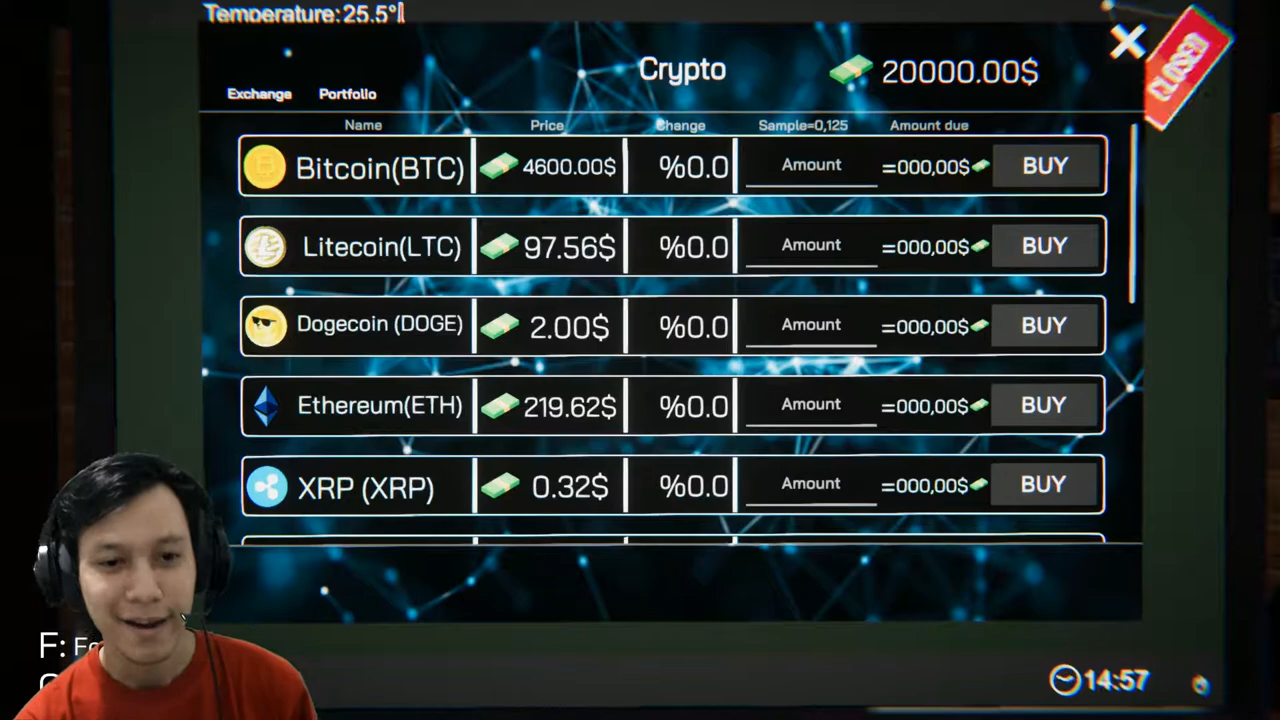 Temperature: 25.5°
Crypto
20000.00$
CLOSED
Exchange Portfolio
Name Price Change Sample=0,125 Amount due
Bitcoin(BTC) 4600.00$ %0.0 Amount =000,00$ BUY
Litecoin(LTC) 97.56$ %0.0 Amount =000,00$ BUY
Dogecoin (DOGE) 2.00$ %0.0 Amount =000,00$ BUY
Ethereum(ETH) 219.62$ %0.0 Amount =000,00$ BUY
XRP (XRP) 0.32$ %0.0 Amount =000,00$ BUY
F:
14:57